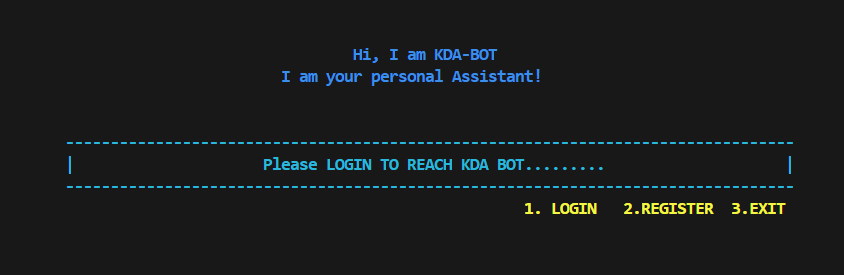 Hi, I am KDA-BOT
I am your personal Assistant!
--------------------------------------------------------------------------------
| Please LOGIN TO REACH KDA BOT......... |
--------------------------------------------------------------------------------
1. LOGIN 2.REGISTER 3.EXIT